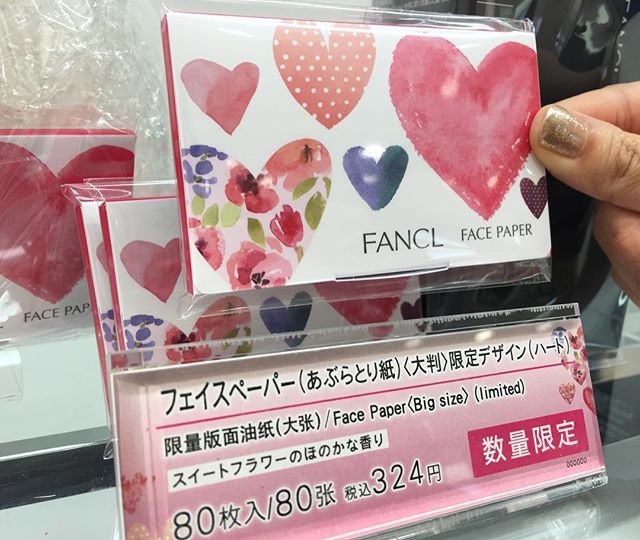 FANCL FACE PAPER
FACE PAPER
フェイスペーパー(あぶらとり紙)〈大判〉限定デザイン(ハート)
限量版面油纸(大张)/Face Paper〈Big size〉(limited)
スイートフラワーのほのかな香り
数量限定
80枚入/80张 税込324円
000000